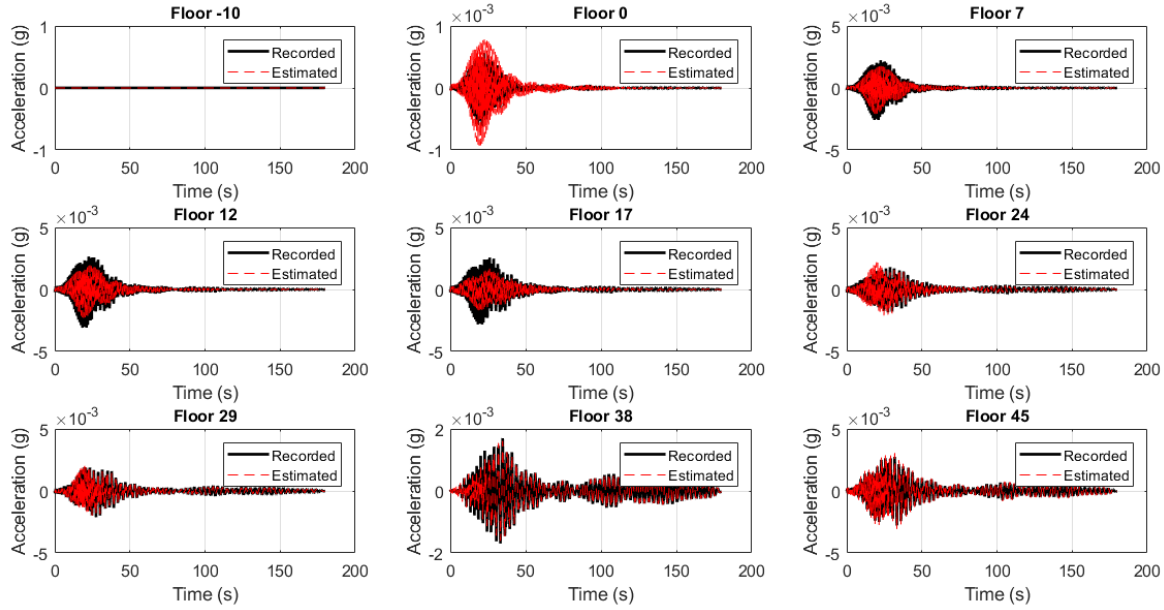 Floor -10
Acceleration (g)
1
0
-1
Recorded
Estimated
0 50 100 150 200
Time (s)
×10⁻³ Floor 0
Acceleration (g)
1
0
-1
Recorded
Estimated
0 50 100 150 200
Time (s)
×10⁻³ Floor 7
Acceleration (g)
5
0
-5
Recorded
Estimated
0 50 100 150 200
Time (s)
×10⁻³ Floor 12
Acceleration (g)
5
0
-5
Recorded
Estimated
0 50 100 150 200
Time (s)
×10⁻³ Floor 17
Acceleration (g)
5
0
-5
Recorded
Estimated
0 50 100 150 200
Time (s)
×10⁻³ Floor 24
Acceleration (g)
5
0
-5
Recorded
Estimated
0 50 100 150 200
Time (s)
×10⁻³ Floor 29
Acceleration (g)
5
0
-5
Recorded
Estimated
0 50 100 150 200
Time (s)
×10⁻³ Floor 38
Acceleration (g)
2
0
-2
Recorded
Estimated
0 50 100 150 200
Time (s)
×10⁻³ Floor 45
Acceleration (g)
5
0
-5
Recorded
Estimated
0 50 100 150 200
Time (s)